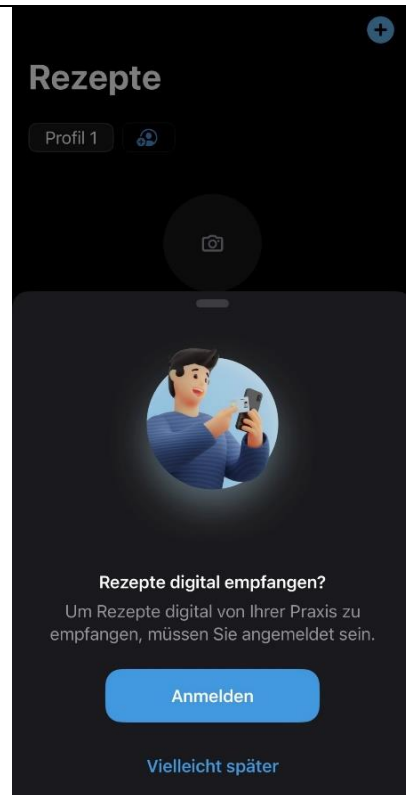 Rezepte
Profil 1
Rezepte digital empfangen?
Um Rezepte digital von Ihrer Praxis zu
empfangen, müssen Sie angemeldet sein.
Anmelden
Vielleicht später